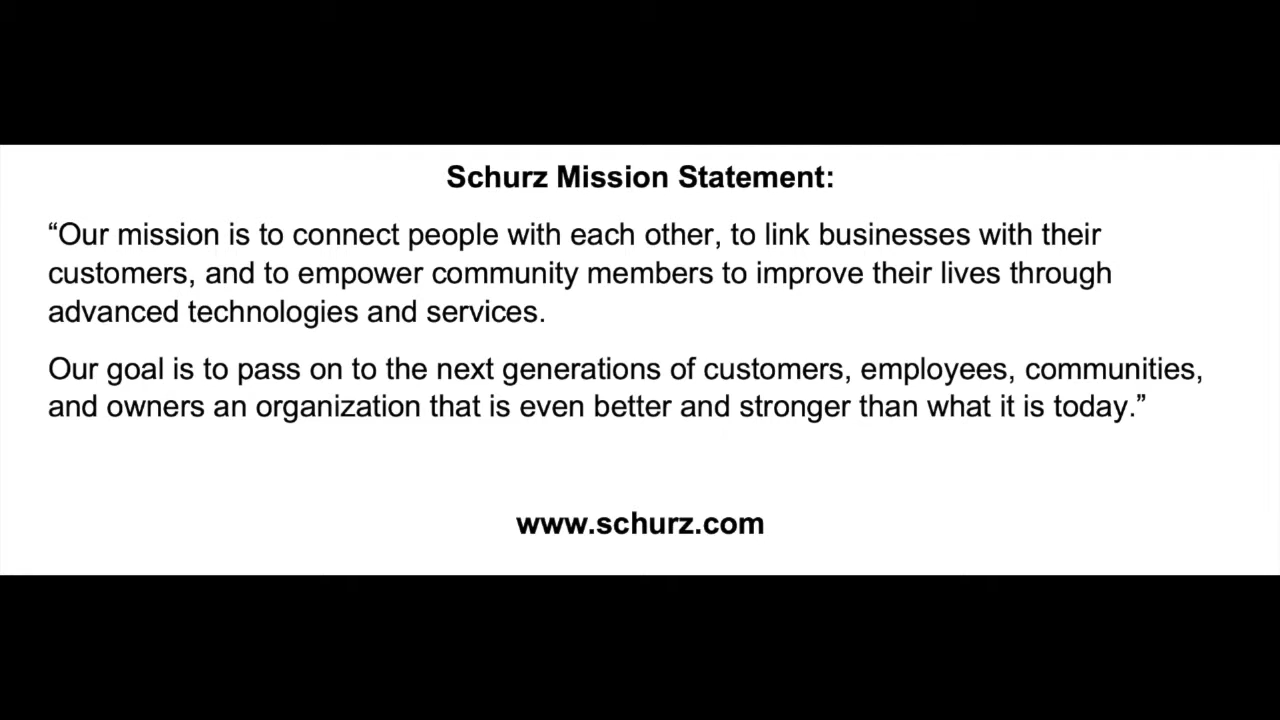 Schurz Mission Statement:
“Our mission is to connect people with each other, to link businesses with their
customers, and to empower community members to improve their lives through
advanced technologies and services.
Our goal is to pass on to the next generations of customers, employees, communities,
and owners an organization that is even better and stronger than what it is today.”
www.schurz.com